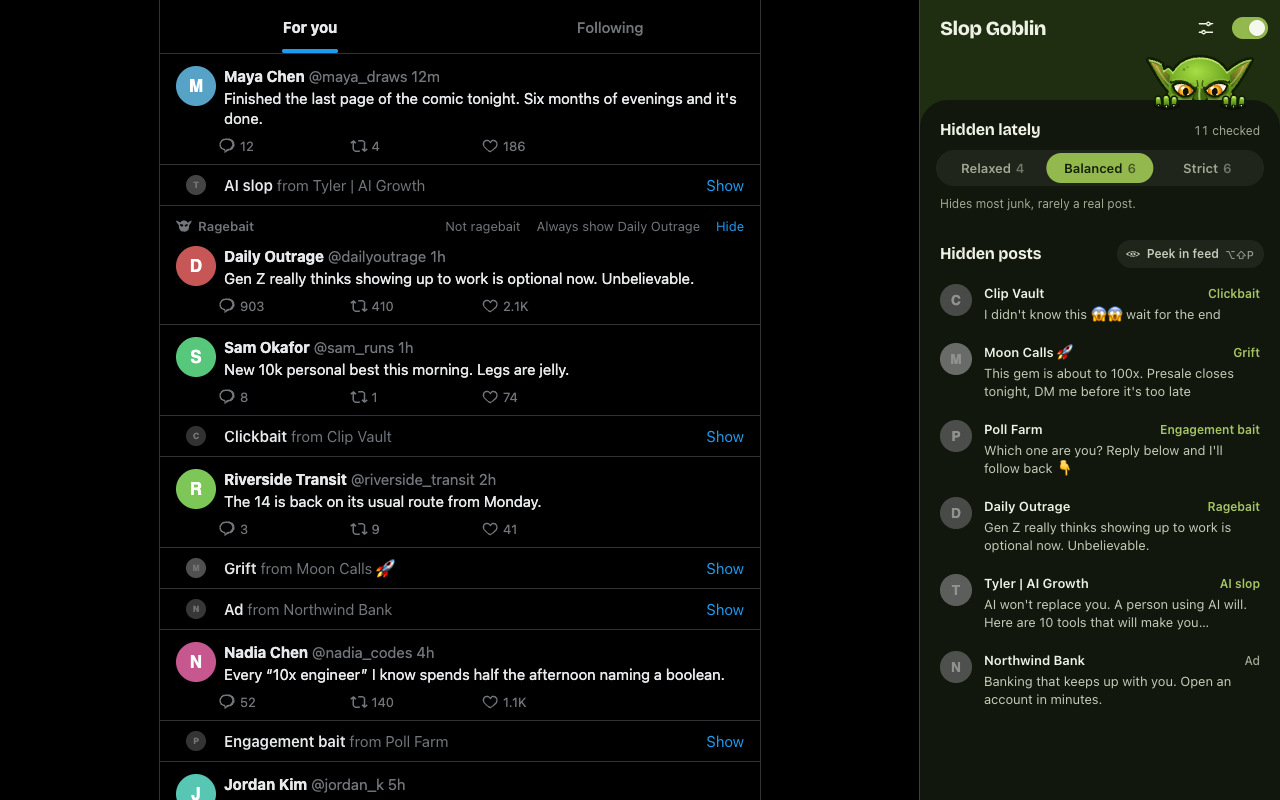 For you
Following
M
Maya Chen @maya_draws 12m
Finished the last page of the comic tonight. Six months of evenings and it's
done.
12 4 186
T
AI slop from Tyler | AI Growth Show
Ragebait Not ragebait Always show Daily Outrage Hide
D
Daily Outrage @dailyoutrage 1h
Gen Z really thinks showing up to work is optional now. Unbelievable.
903 410 2.1K
S
Sam Okafor @sam_runs 1h
New 10k personal best this morning. Legs are jelly.
8 1 74
C
Clickbait from Clip Vault Show
R
Riverside Transit @riverside_transit 2h
The 14 is back on its usual route from Monday.
3 9 41
M
Grift from Moon Calls 🚀 Show
N
Ad from Northwind Bank Show
N
Nadia Chen @nadia_codes 4h
Every “10x engineer” I know spends half the afternoon naming a boolean.
52 140 1.1K
P
Engagement bait from Poll Farm Show
J
Jordan Kim @jordan_k 5h
Slop Goblin
Hidden lately 11 checked
Relaxed 4 Balanced 6 Strict 6
Hides most junk, rarely a real post.
Hidden posts Peek in feed ⌥⇧P
C
Clip Vault Clickbait
I didn't know this 😱😱 wait for the end
M
Moon Calls 🚀 Grift
This gem is about to 100x. Presale closes
tonight, DM me before it's too late
P
Poll Farm Engagement bait
Which one are you? Reply below and I'll
follow back 👇
D
Daily Outrage Ragebait
Gen Z really thinks showing up to work is
optional now. Unbelievable.
T
Tyler | AI Growth AI slop
AI won't replace you. A person using AI will.
Here are 10 tools that will make you…
N
Northwind Bank Ad
Banking that keeps up with you. Open an
account in minutes.